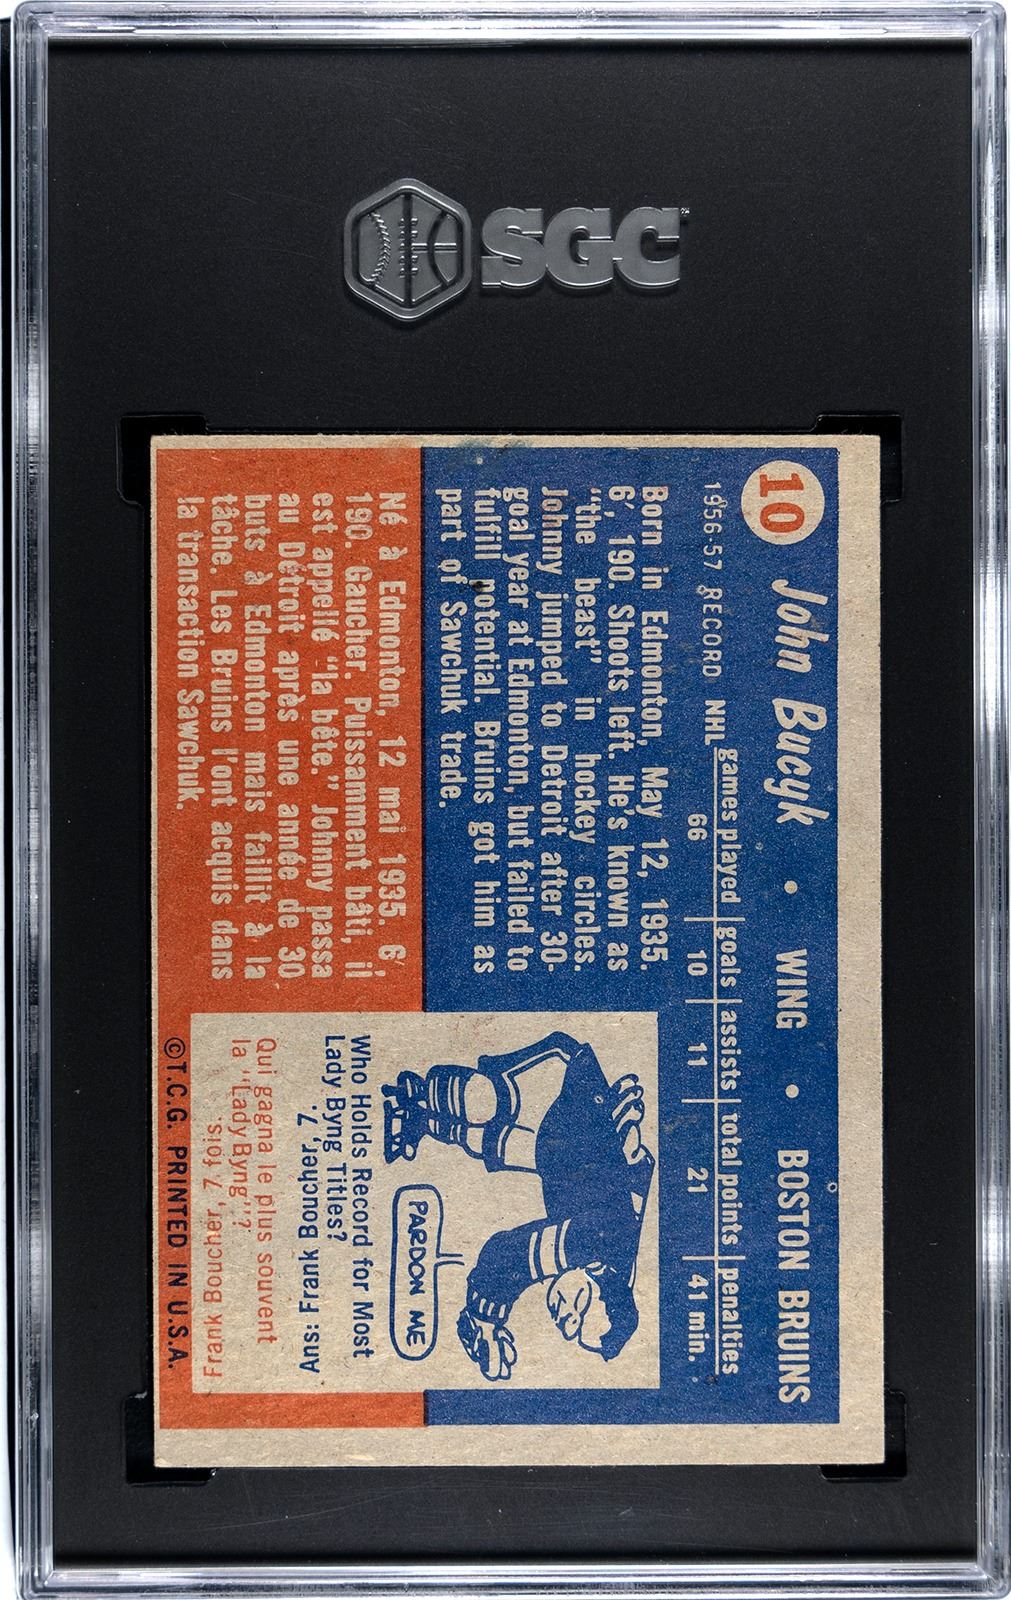 SGC
10 John Bucyk • WING • BOSTON BRUINS
games played goals assists total points penalties
1956-57 RECORD NHL 66 10 11 21 41 min.
Born in Edmonton, May 12, 1935.
6', 190. Shoots left. He's known as
"the beast" in hockey circles.
Johnny jumped to Detroit after 30-
goal year at Edmonton, but failed to
fulfill potential. Bruins got him as
part of Sawchuk trade.
Né à Edmonton, 12 mai 1935. 6',
190. Gaucher. Puissamment bâti, il
est appellé "la bête." Johnny passa
au Détroit après une année de 30
buts à Edmonton mais faillit à la
tâche. Les Bruins l'ont acquis dans
la transaction Sawchuk.
PARDON ME
Who Holds Record for Most
Lady Byng Titles?
Ans: Frank Boucher, 7.
Qui gagna le plus souvent
la "Lady Byng"?
Frank Boucher, 7 fois.
©T.C.G. PRINTED IN U.S.A.